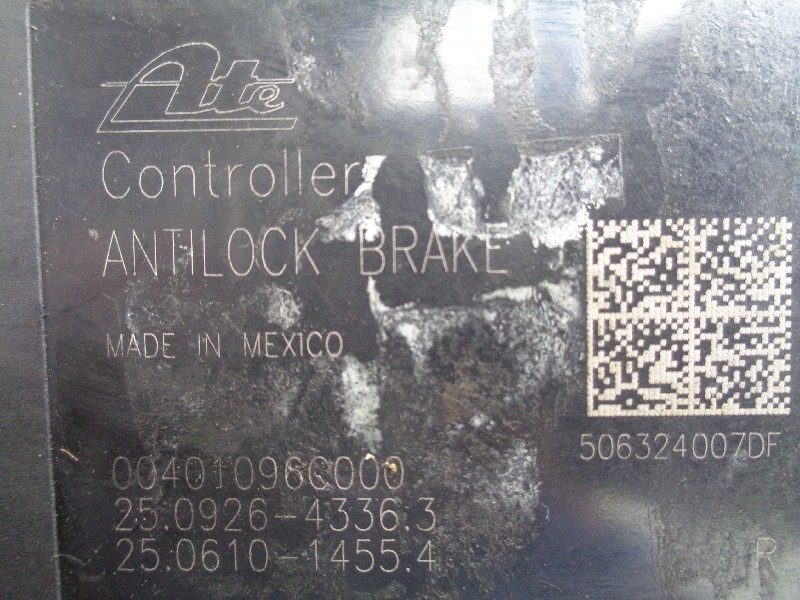 Ate
Controller
ANTILOCK BRAKE
MADE IN MEXICO
506324007DF
00401096C000
25.0926-4336.3
25.0610-1455.4
R